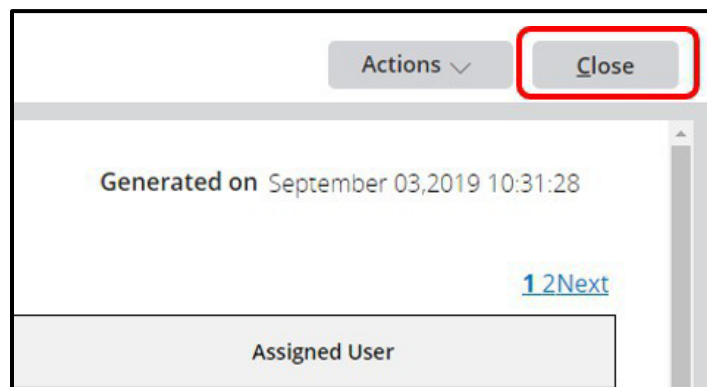 Actions Close
Generated on September 03,2019 10:31:28
1 2Next
Assigned User